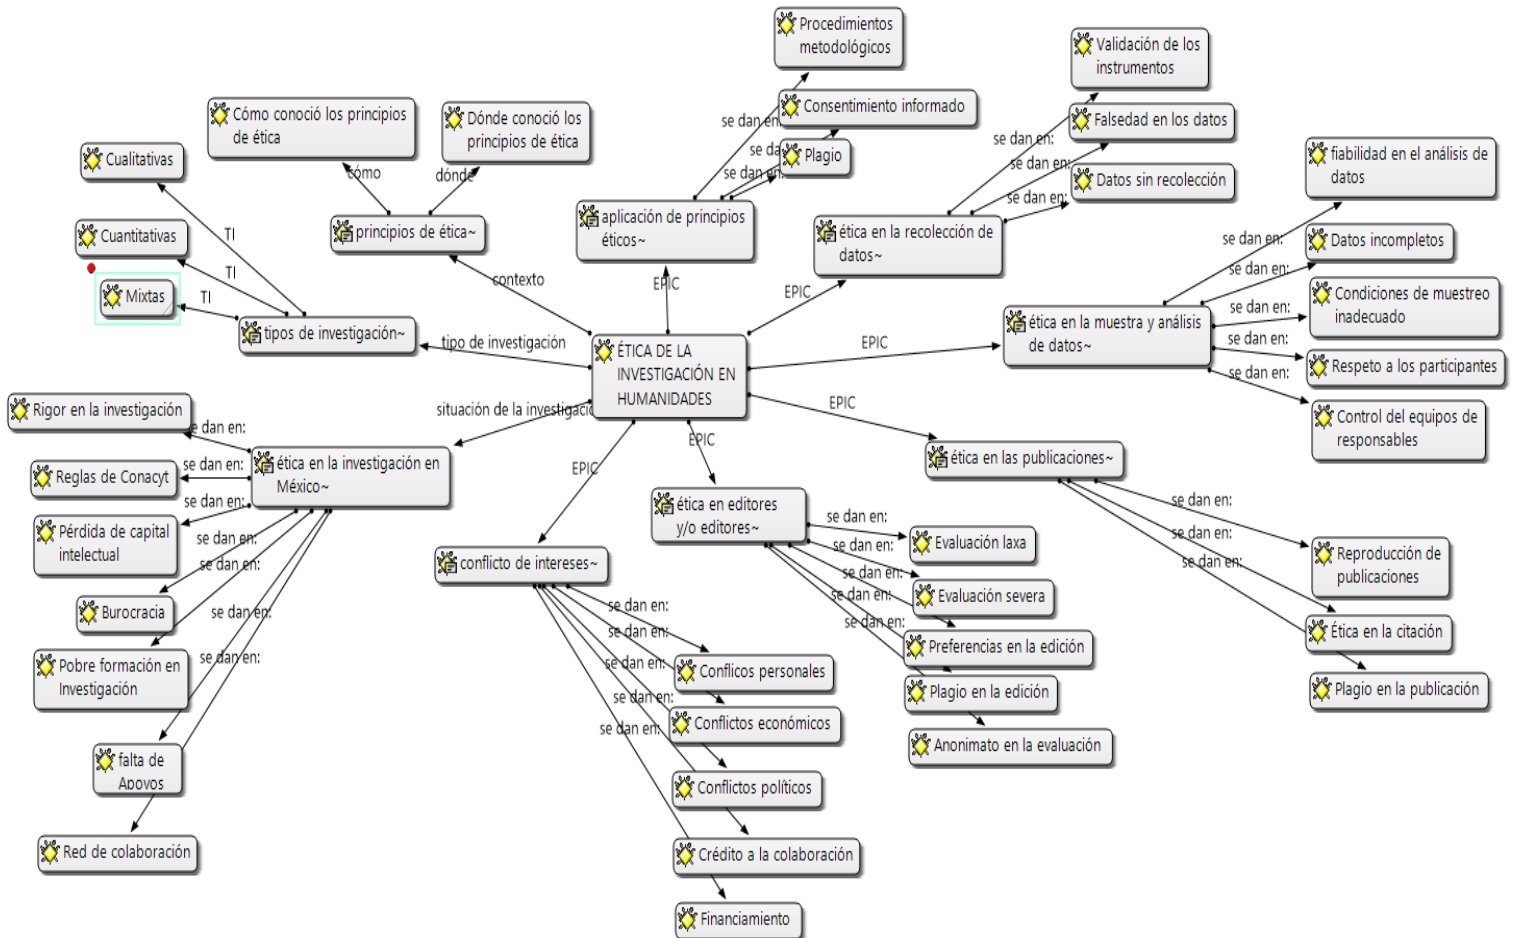 Procedimientos
metodológicos
Validación de los
instrumentos
Cómo conoció los principios
de ética
Dónde conoció los
principios de ética
se dan en:
Consentimiento informado
Falsedad en los datos
se dan en:
Cualitativas
se da
Plagio
se dan en:
fiabilidad en el análisis de
datos
cómo
dónde
se dan en:
Datos sin recolección
se dan en:
principios de ética~
aplicación de principios
éticos~
ética en la recolección de
datos~
Cuantitativas
TI
se dan en:
Datos incompletos
TI
contexto
EPIC
EPIC
se dan en:
Mixtas
TI
Condiciones de muestreo
inadecuado
se dan en:
tipos de investigación~
tipo de investigación
ÉTICA DE LA
INVESTIGACIÓN EN
HUMANIDADES
EPIC
ética en la muestra y análisis
de datos~
se dan en:
Respeto a los participantes
se dan en:
Rigor en la investigación
situación de la investigació
EPIC
Control del equipos de
responsables
se dan en:
EPIC
EPIC
ética en la investigación en
México~
ética en las publicaciones~
Reglas de Conacyt
se dan en:
se dan en:
Pérdida de capital
intelectual
ética en editores
y/o editores~
se dan en:
se dan en:
Evaluación laxa
se dan en:
se dan en:
Reproducción de
publicaciones
conflicto de intereses~
se dan en:
se dan en:
se dan en:
Evaluación severa
se dan en:
Burocracia
se dan en:
se dan en:
se dan en:
se dan en:
Ética en la citación
Preferencias en la edición
Pobre formación en
Investigación
se dan en:
se dan en:
Conflicos personales
Plagio en la edición
Plagio en la publicación
se dan en:
Conflictos económicos
se dan en:
Anonimato en la evaluación
falta de
Apoyos
Conflictos políticos
Red de colaboración
Crédito a la colaboración
Financiamiento